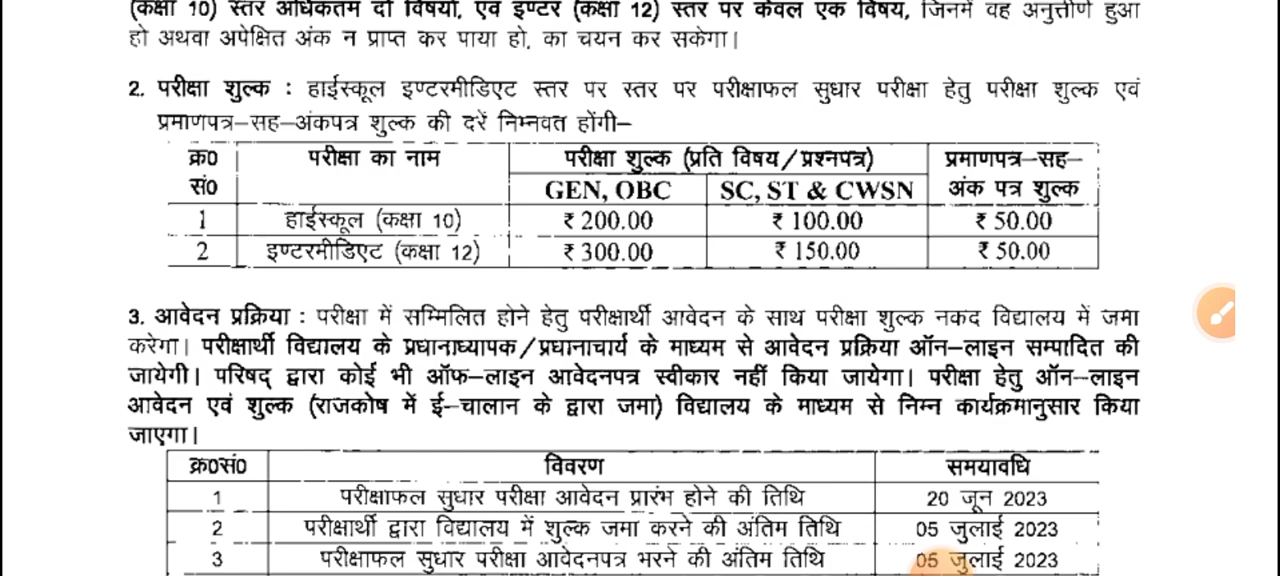 (कक्षा 10) स्तर अधिकतम दो विषयों, एवं इण्टर (कक्षा 12) स्तर पर केवल एक विषय, जिनमें वह अनुत्तीर्ण हुआ
हो अथवा अपेक्षित अंक न प्राप्त कर पाया हो, का चयन कर सकेगा।
2. परीक्षा शुल्क : हाईस्कूल इण्टरमीडिएट स्तर पर स्तर पर परीक्षाफल सुधार परीक्षा हेतु परीक्षा शुल्क एवं
प्रमाणपत्र–सह–अंकपत्र शुल्क की दरें निम्नवत होंगी–
क्र0 परीक्षा का नाम परीक्षा शुल्क (प्रति विषय/प्रश्नपत्र) प्रमाणपत्र–सह–
सं0 GEN, OBC SC, ST & CWSN अंक पत्र शुल्क
1 हाईस्कूल (कक्षा 10) ₹ 200.00 ₹ 100.00 ₹ 50.00
2 इण्टरमीडिएट (कक्षा 12) ₹ 300.00 ₹ 150.00 ₹ 50.00
3. आवेदन प्रक्रिया : परीक्षा में सम्मिलित होने हेतु परीक्षार्थी आवेदन के साथ परीक्षा शुल्क नकद विद्यालय में जमा
करेगा। परीक्षार्थी विद्यालय के प्रधानाध्यापक/प्रधानाचार्य के माध्यम से आवेदन प्रक्रिया ऑन–लाइन सम्पादित की
जायेगी। परिषद् द्वारा कोई भी ऑफ–लाइन आवेदनपत्र स्वीकार नहीं किया जायेगा। परीक्षा हेतु ऑन–लाइन
आवेदन एवं शुल्क (राजकोष में ई–चालान के द्वारा जमा) विद्यालय के माध्यम से निम्न कार्यक्रमानुसार किया
जाएगा।
क्र0सं0 विवरण समयावधि
1 परीक्षाफल सुधार परीक्षा आवेदन प्रारंभ होने की तिथि 20 जून 2023
2 परीक्षार्थी द्वारा विद्यालय में शुल्क जमा करने की अंतिम तिथि 05 जुलाई 2023
3 परीक्षाफल सुधार परीक्षा आवेदनपत्र भरने की अंतिम तिथि 05 जुलाई 2023